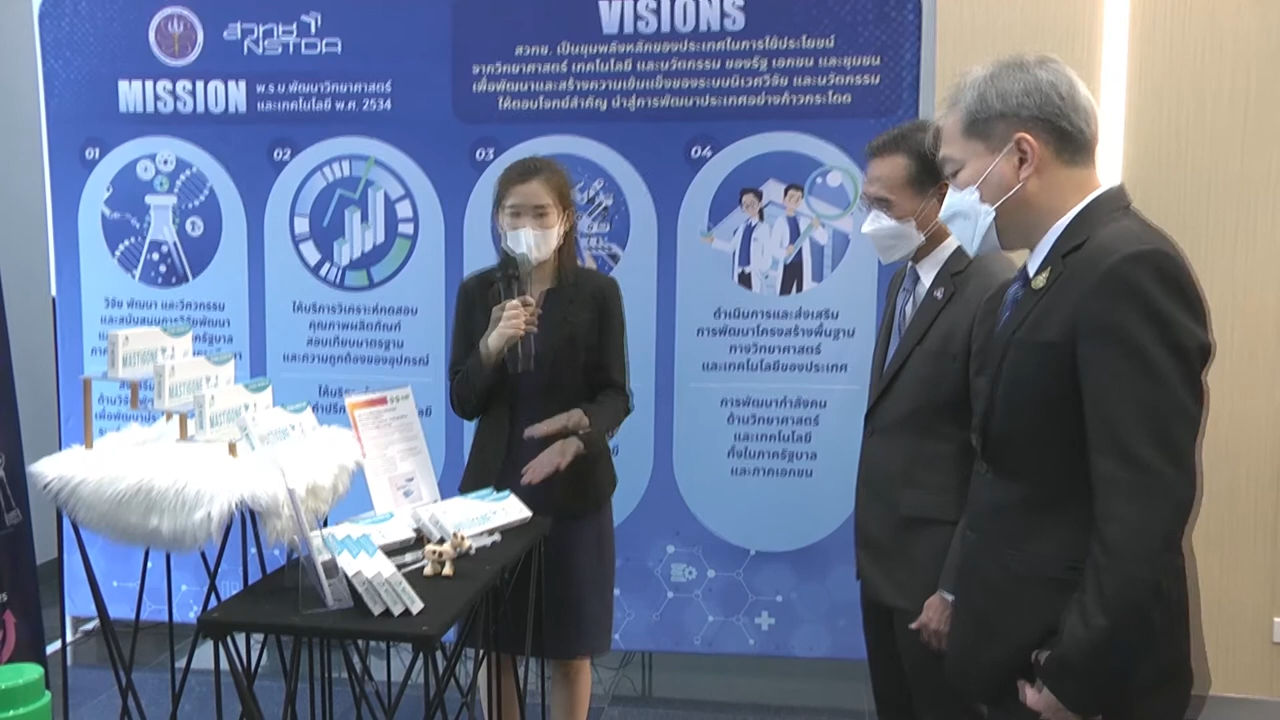 สวทช
NSTDA
MISSION
พ.ร.บ.พัฒนาวิทยาศาสตร์
และเทคโนโลยี พ.ศ. 2534
VISIONS
สวทช. เป็นขุมพลังหลักของประเทศในการใช้ประโยชน์
จากวิทยาศาสตร์ เทคโนโลยี และนวัตกรรม ของรัฐ เอกชน และชุมชน
เพื่อพัฒนาและสร้างความเข้มแข็งของระบบนิเวศวิจัย และนวัตกรรม
ให้ตอบโจทย์สำคัญ นำสู่การพัฒนาประเทศอย่างก้าวกระโดด
01
วิจัย พัฒนา และวิศวกรรม
และสนับสนุนการวิจัยพัฒนา
02
ให้บริการวิเคราะห์ทดสอบ
คุณภาพผลิตภัณฑ์
สอบเทียบมาตรฐาน
และความถูกต้องของอุปกรณ์
03
04
ดำเนินการและส่งเสริม
การพัฒนาโครงสร้างพื้นฐาน
ทางวิทยาศาสตร์
และเทคโนโลยีของประเทศ
การพัฒนากำลังคน
ด้านวิทยาศาสตร์
และเทคโนโลยี
ทั้งในภาครัฐบาล
และภาคเอกชน
MASTIGONE
MASTIGONE